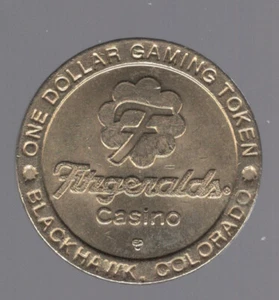 ONE DOLLAR GAMING TOKEN
F
Fitzgeralds®
Casino
BLACKHAWK, COLORADO